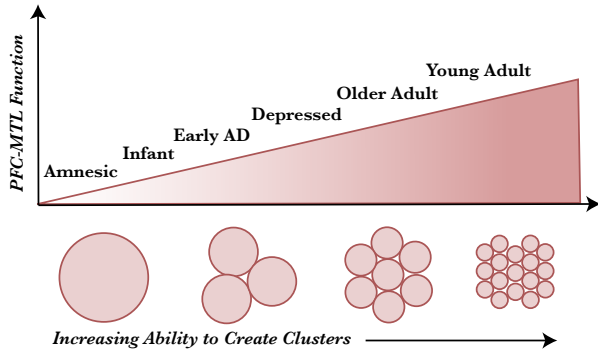 PFC-MTL Function
Young Adult
Older Adult
Depressed
Early AD
Infant
Amnesic
Increasing Ability to Create Clusters